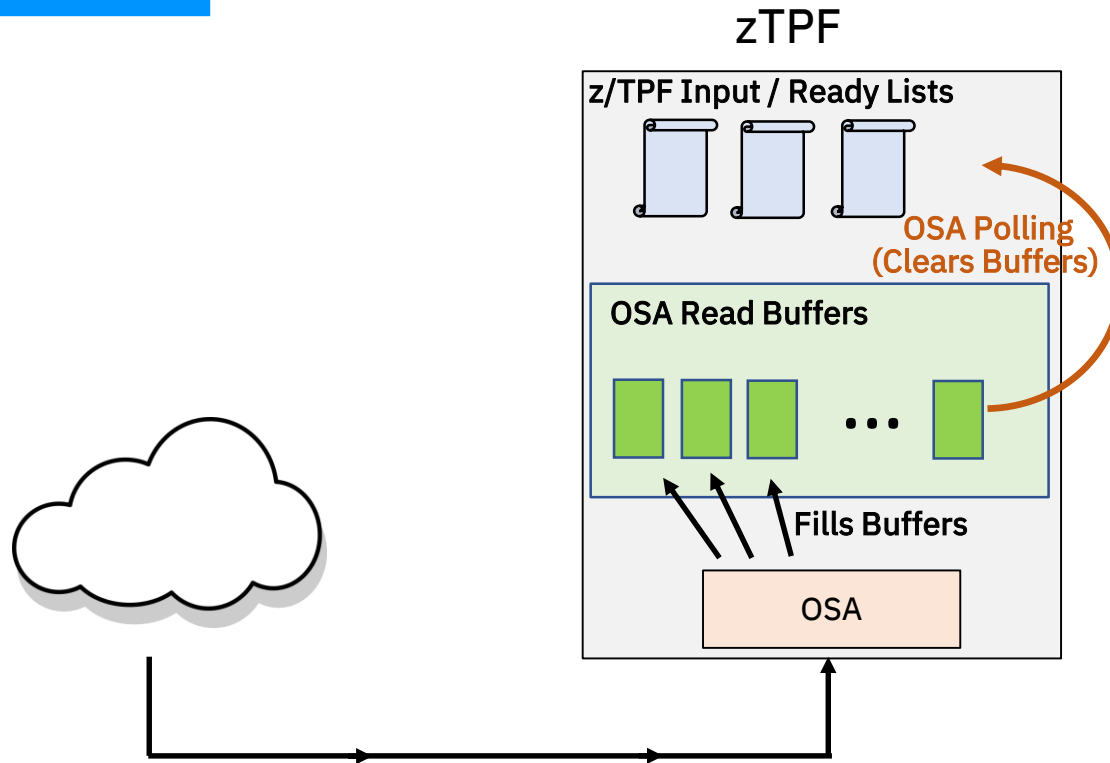 zTPF
z/TPF Input / Ready Lists
OSA Polling
(Clears Buffers)
OSA Read Buffers
...
Fills Buffers
OSA